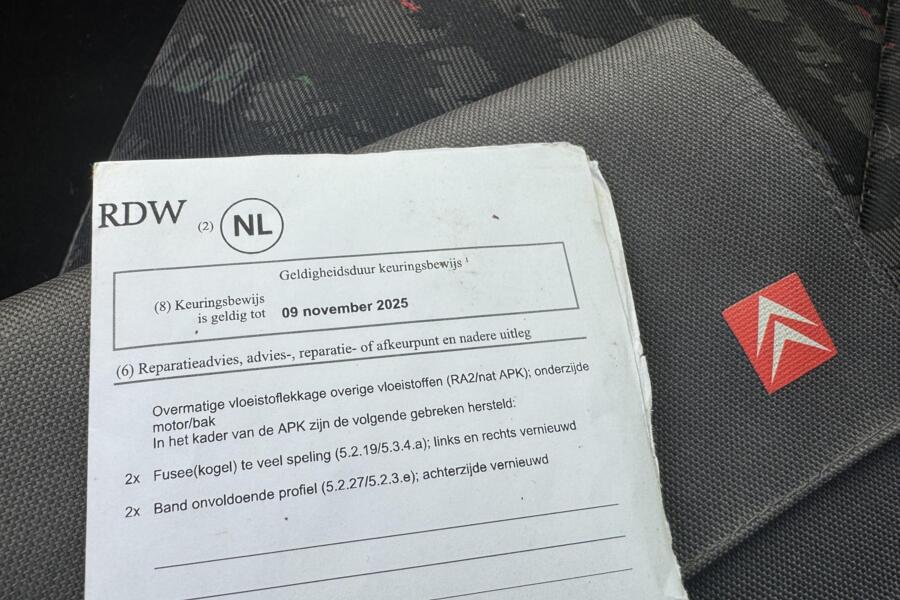 RDW (2) NL
Geldigheidsduur keuringsbewijs ¹
(8) Keuringsbewijs
is geldig tot 09 november 2025
(6) Reparatieadvies, advies-, reparatie- of afkeurpunt en nadere uitleg
Overmatige vloeistoflekkage overige vloeistoffen (RA2/nat APK); onderzijde
motor/bak
In het kader van de APK zijn de volgende gebreken hersteld:
2x Fusee(kogel) te veel speling (5.2.19/5.3.4.a); links en rechts vernieuwd
2x Band onvoldoende profiel (5.2.27/5.2.3.e); achterzijde vernieuwd